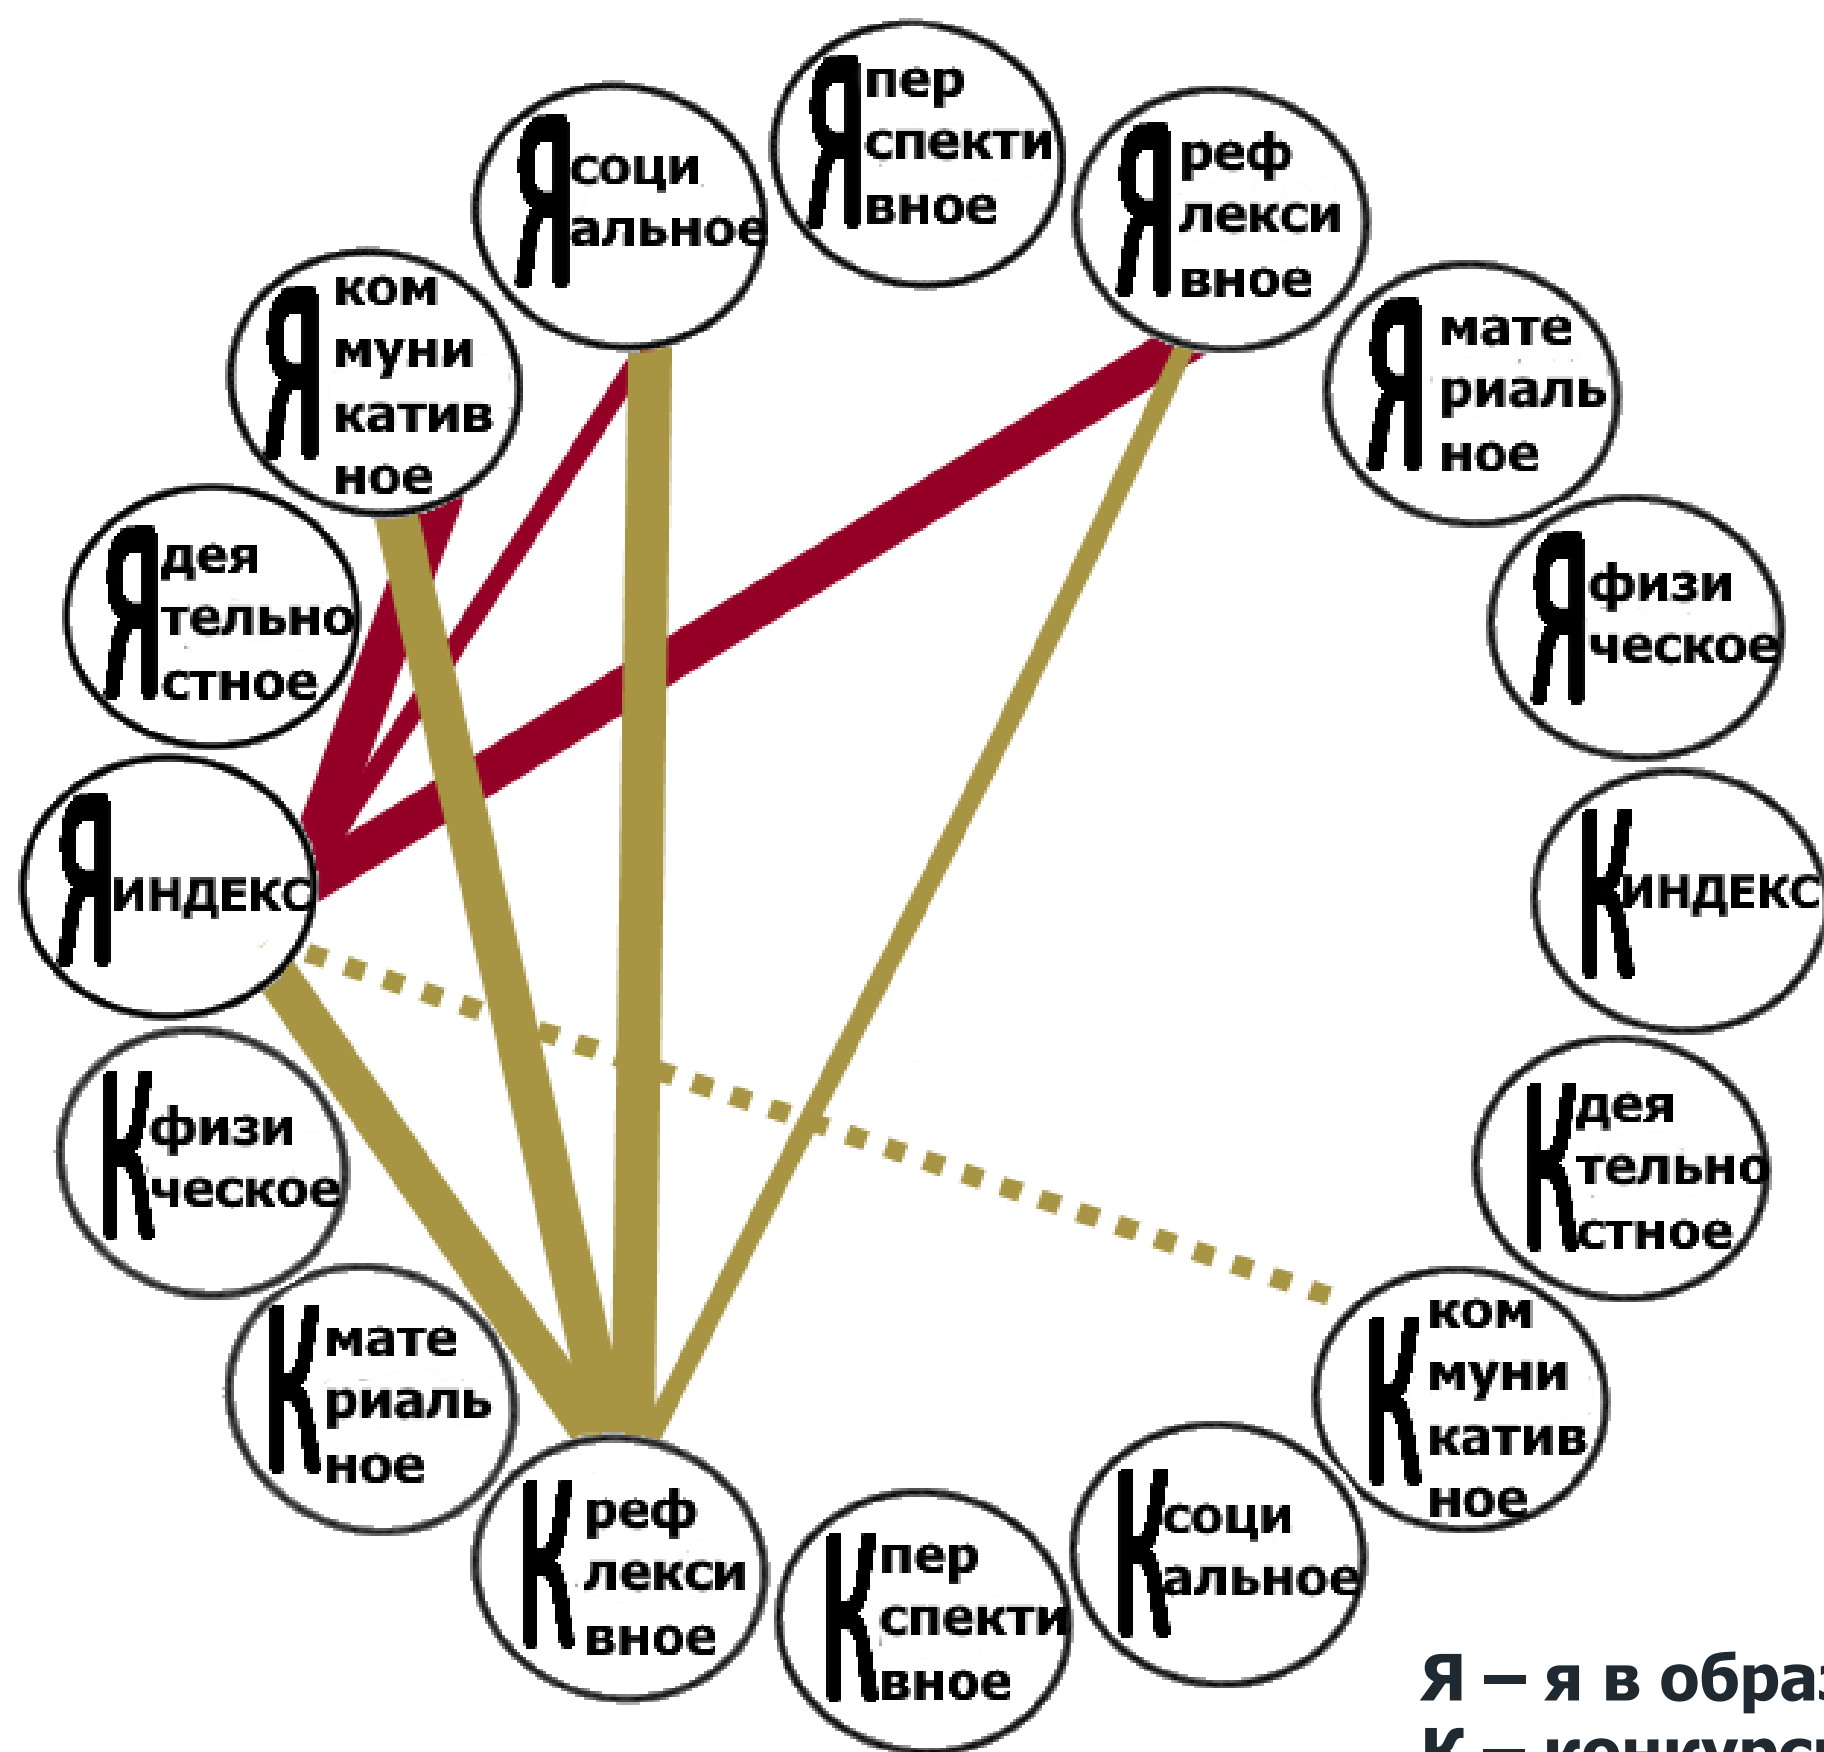 Я пер
спекти
вное
Я соци
альное
Я реф
лекси
вное
Я ком
муни
катив
ное
Я мате
риаль
ное
Я дея
тельно
стное
Я физи
ческое
Я ИНДЕКС
К ИНДЕКС
К физи
ческое
К дея
тельно
стное
К мате
риаль
ное
К ком
муни
катив
ное
К реф
лекси
вное
К пер
спекти
вное
К соци
альное
Я – я в образ
К –